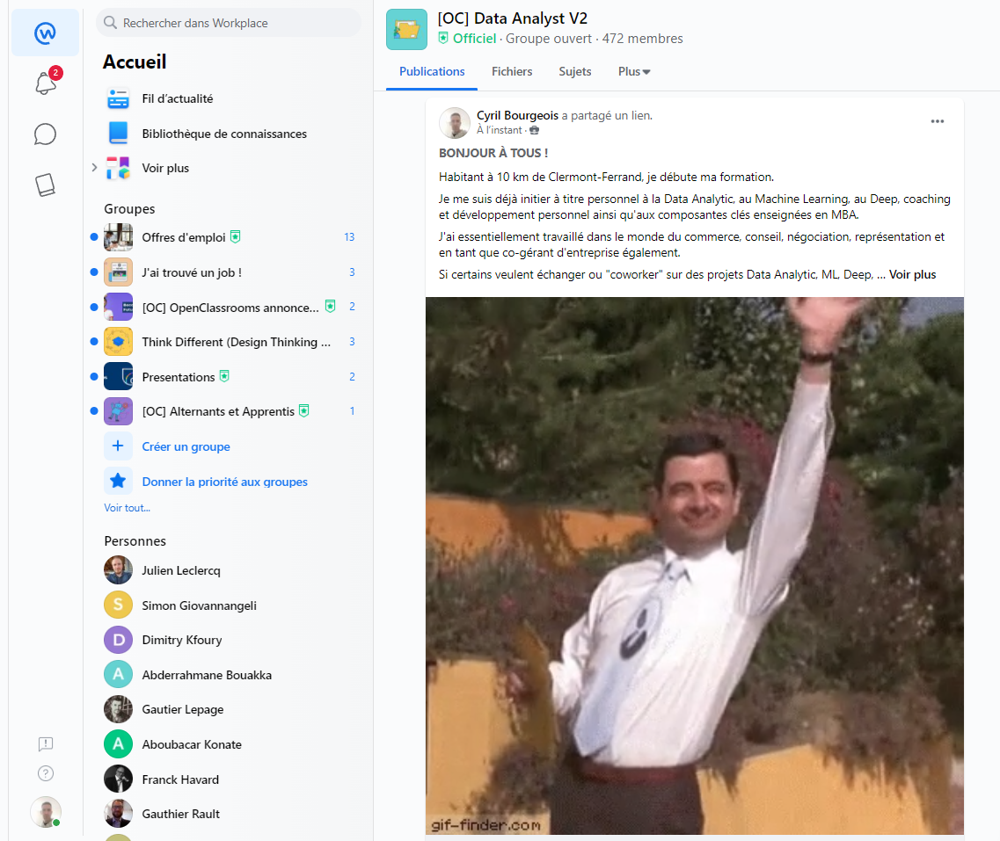 Rechercher dans Workplace
2
Accueil
Fil d'actualité
Bibliothèque de connaissances
Voir plus
Groupes
Offres d'emploi 13
J'ai trouvé un job ! 3
[OC] OpenClassrooms annonce... 2
Think Different (Design Thinking ... 3
Presentations 2
[OC] Alternants et Apprentis 1
Créer un groupe
Donner la priorité aux groupes
Voir tout...
Personnes
Julien Leclercq
S Simon Giovannangeli
D Dimitry Kfoury
A Abderrahmane Bouakka
Gautier Lepage
A Aboubacar Konate
Franck Havard
Gauthier Rault
[OC] Data Analyst V2
Officiel · Groupe ouvert · 472 membres
Publications Fichiers Sujets Plus
Cyril Bourgeois a partagé un lien.
À l'instant ·
BONJOUR À TOUS !
Habitant à 10 km de Clermont-Ferrand, je débute ma formation.
Je me suis déjà initier à titre personnel à la Data Analytic, au Machine Learning, au Deep, coaching
et développement personnel ainsi qu'aux composantes clés enseignées en MBA.
J'ai essentiellement travaillé dans le monde du commerce, conseil, négociation, représentation et
en tant que co-gérant d'entreprise également.
Si certains veulent échanger ou "coworker" sur des projets Data Analytic, ML, Deep, ... Voir plus
gif-finder.com